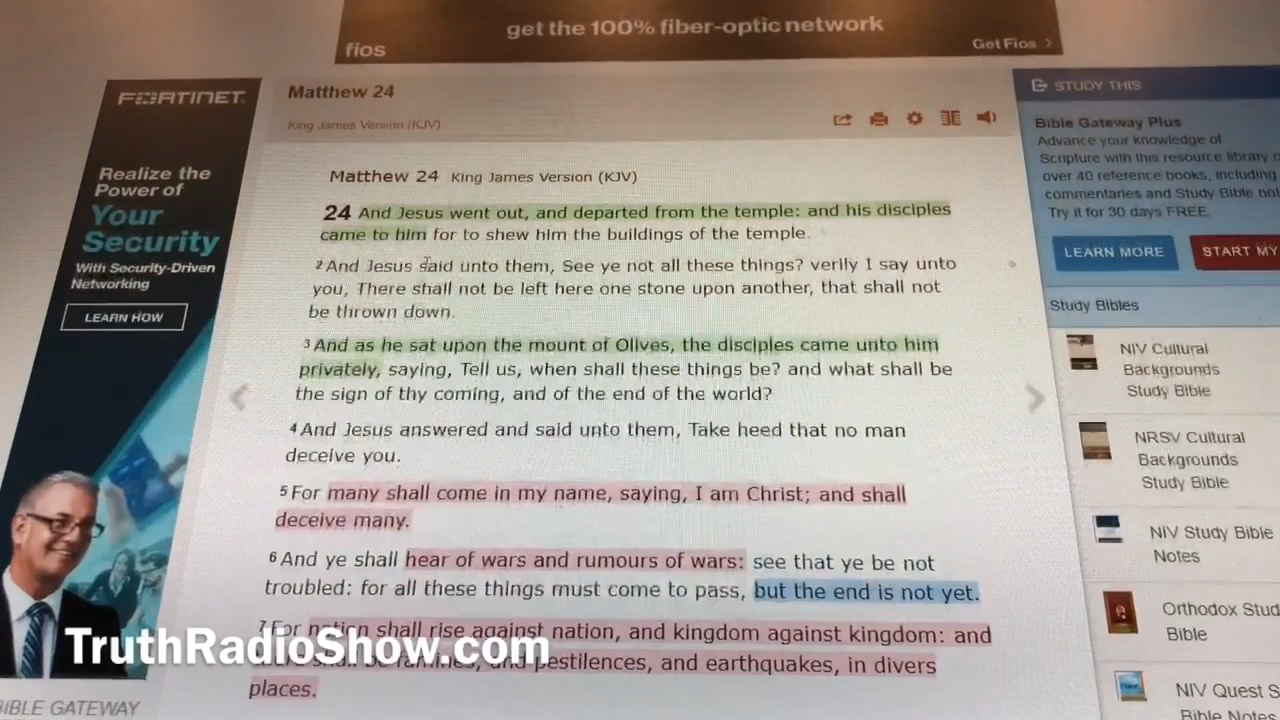 get the 100% fiber-optic network
fios
Get Fios >
FORTINET
Realize the
Power of
Your
Security
With Security-Driven
Networking
LEARN HOW
BIBLE GATEWAY
Matthew 24
King James Version (KJV)
Matthew 24 King James Version (KJV)
24 And Jesus went out, and departed from the temple: and his disciples
came to him for to shew him the buildings of the temple.
2 And Jesus said unto them, See ye not all these things? verily I say unto
you, There shall not be left here one stone upon another, that shall not
be thrown down.
3 And as he sat upon the mount of Olives, the disciples came unto him
privately, saying, Tell us, when shall these things be? and what shall be
the sign of thy coming, and of the end of the world?
4 And Jesus answered and said unto them, Take heed that no man
deceive you.
5 For many shall come in my name, saying, I am Christ; and shall
deceive many.
6 And ye shall hear of wars and rumours of wars: see that ye be not
troubled: for all these things must come to pass, but the end is not yet.
7 For nation shall rise against nation, and kingdom against kingdom: and
pestilences, and earthquakes, in divers
places.
TruthRadioShow.com
STUDY THIS
Bible Gateway Plus
Advance your knowledge of
Scripture with this resource library
over 40 reference books, including
commentaries and Study Bible
Try it for 30 days FREE
LEARN MORE
START MY
Study Bibles
NIV Cultural
Backgrounds
Study Bible
NRSV Cultural
Backgrounds
Study Bible
NIV Study Bible
Notes
Orthodox
Bible
NIV Quest
Bible Notes